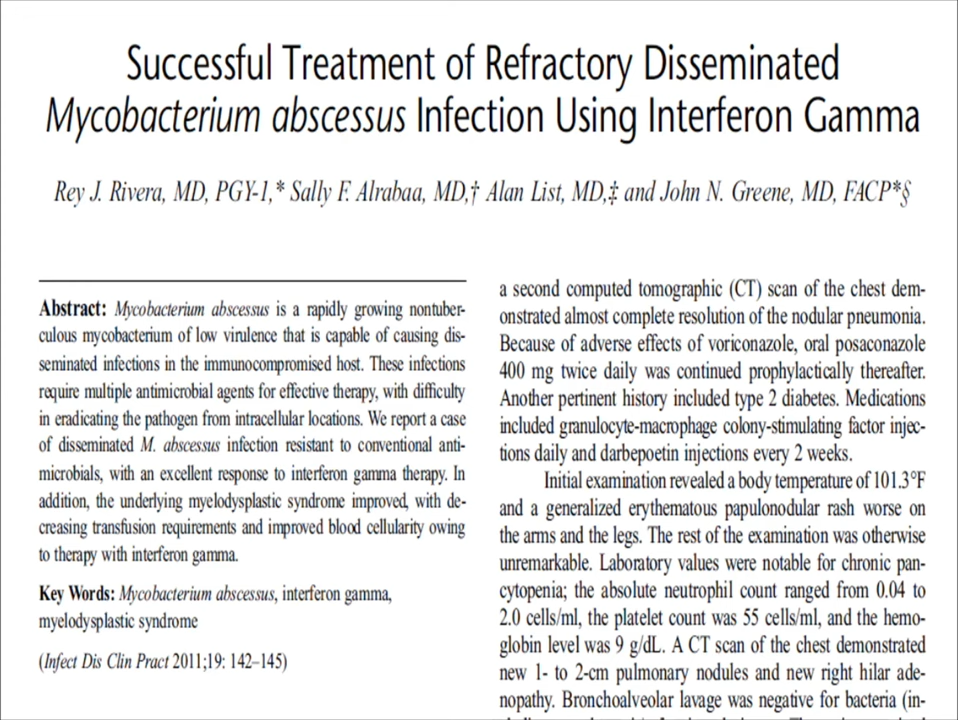 Successful Treatment of Refractory Disseminated
Mycobacterium abscessus Infection Using Interferon Gamma
Rey J. Rivera, MD, PGY-1,* Sally F. Alrabaa, MD,† Alan List, MD,‡ and John N. Greene, MD, FACP*§
Abstract: Mycobacterium abscessus is a rapidly growing nontuber-
culous mycobacterium of low virulence that is capable of causing dis-
seminated infections in the immunocompromised host. These infections
require multiple antimicrobial agents for effective therapy, with difficulty
in eradicating the pathogen from intracellular locations. We report a case
of disseminated M. abscessus infection resistant to conventional anti-
microbials, with an excellent response to interferon gamma therapy. In
addition, the underlying myelodysplastic syndrome improved, with de-
creasing transfusion requirements and improved blood cellularity owing
to therapy with interferon gamma.
Key Words: Mycobacterium abscessus, interferon gamma,
myelodysplastic syndrome
(Infect Dis Clin Pract 2011;19: 142–145)
a second computed tomographic (CT) scan of the chest dem-
onstrated almost complete resolution of the nodular pneumonia.
Because of adverse effects of voriconazole, oral posaconazole
400 mg twice daily was continued prophylactically thereafter.
Another pertinent history included type 2 diabetes. Medications
included granulocyte-macrophage colony-stimulating factor injec-
tions daily and darbepoetin injections every 2 weeks.
Initial examination revealed a body temperature of 101.3°F
and a generalized erythematous papulonodular rash worse on
the arms and the legs. The rest of the examination was otherwise
unremarkable. Laboratory values were notable for chronic pan-
cytopenia; the absolute neutrophil count ranged from 0.04 to
2.0 cells/ml, the platelet count was 55 cells/ml, and the hemo-
globin level was 9 g/dL. A CT scan of the chest demonstrated
new 1- to 2-cm pulmonary nodules and new right hilar ade-
nopathy. Bronchoalveolar lavage was negative for bacteria (in-